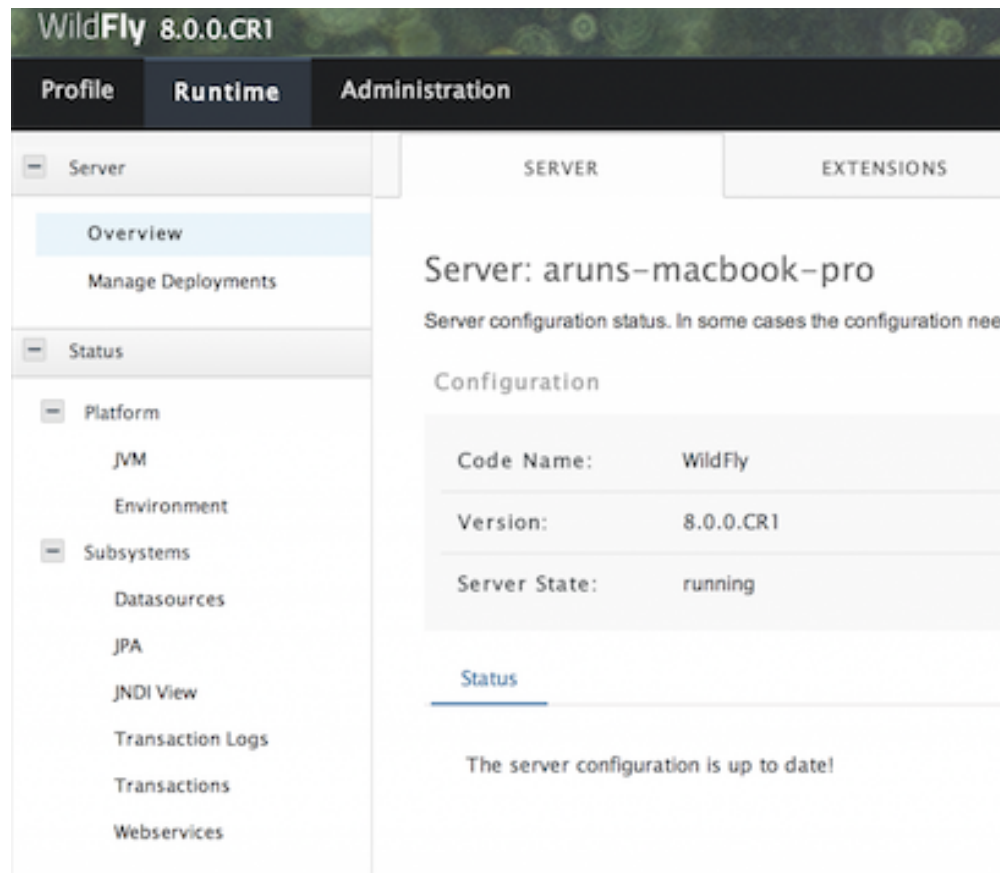 WildFly 8.0.0.CR1
Profile Runtime Administration
Server
Overview
Manage Deployments
Status
Platform
JVM
Environment
Subsystems
Datasources
JPA
JNDI View
Transaction Logs
Transactions
Webservices
SERVER EXTENSIONS
Server: aruns-macbook-pro
Server configuration status. In some cases the configuration nee
Configuration
Code Name: WildFly
Version: 8.0.0.CR1
Server State: running
Status
The server configuration is up to date!